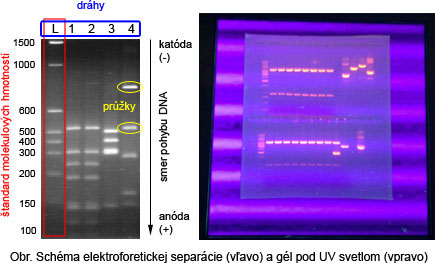 dráhy
L 1 2 3 4
1500
1000
600
500
400
300
200
150
100
štandard molekulových hmotností
prúžky
katóda
(-)
smer pohybu DNA
anóda
(+)
Obr. Schéma elektroforetickej separácie (vľavo) a gél pod UV svetlom (vpravo)